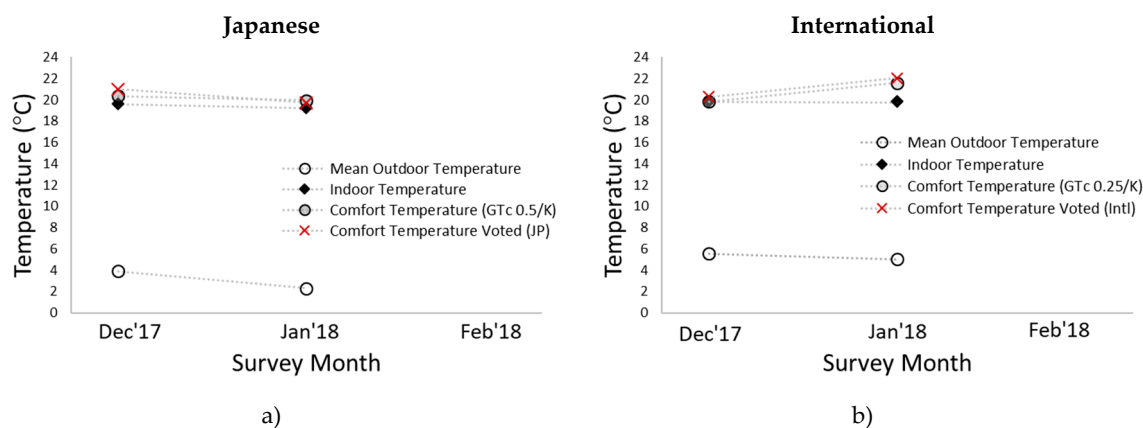 Japanese
24
22
20
18
16
14
12
10
8
6
4
2
0
Temperature (°C)
Mean Outdoor Temperature
Indoor Temperature
Comfort Temperature (GTc 0.5/K)
Comfort Temperature Voted (JP)
Dec'17 Jan'18 Feb'18
Survey Month
a)
International
24
22
20
18
16
14
12
10
8
6
4
2
0
Temperature (°C)
Mean Outdoor Temperature
Indoor Temperature
Comfort Temperature (GTc 0.25/K)
Comfort Temperature Voted (Intl)
Dec'17 Jan'18 Feb'18
Survey Month
b)